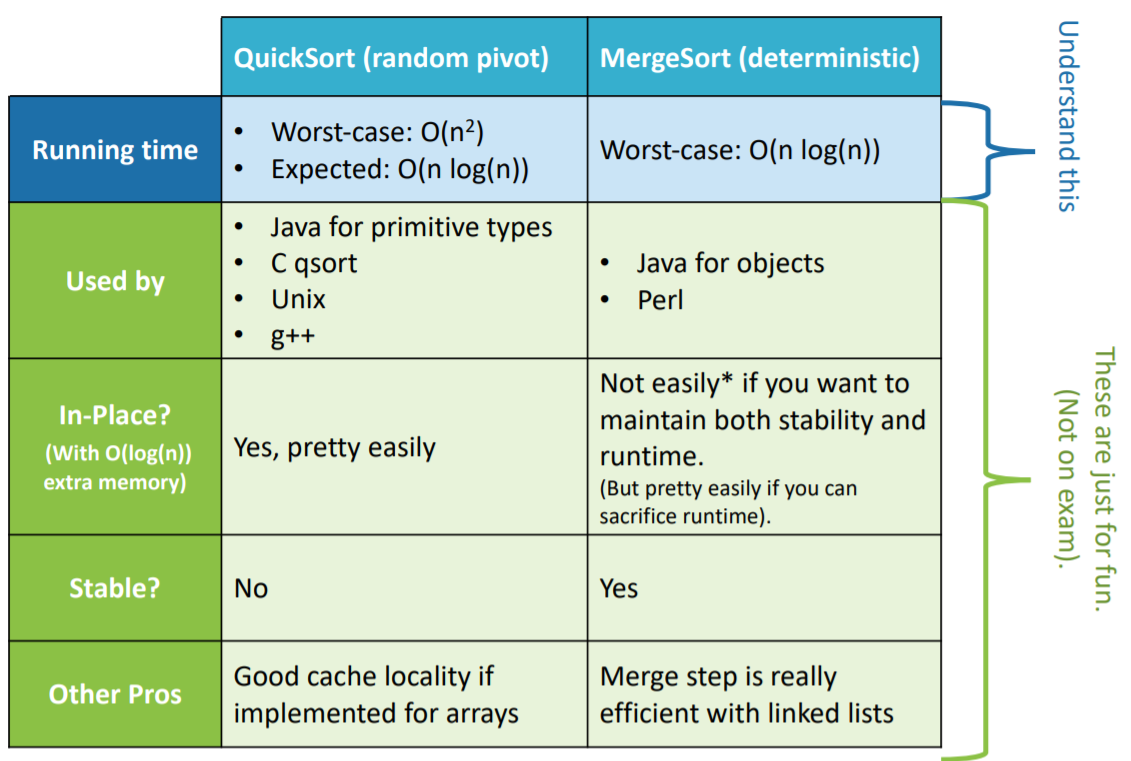 QuickSort (random pivot)
MergeSort (deterministic)
Running time
• Worst-case: O(n²)
• Expected: O(n log(n))
Worst-case: O(n log(n))
Used by
• Java for primitive types
• C qsort
• Unix
• g++
• Java for objects
• Perl
In-Place?
(With O(log(n))
extra memory)
Yes, pretty easily
Not easily* if you want to
maintain both stability and
runtime.
(But pretty easily if you can
sacrifice runtime).
Stable?
No
Yes
Other Pros
Good cache locality if
implemented for arrays
Merge step is really
efficient with linked lists
Understand this
These are just for fun.
(Not on exam).